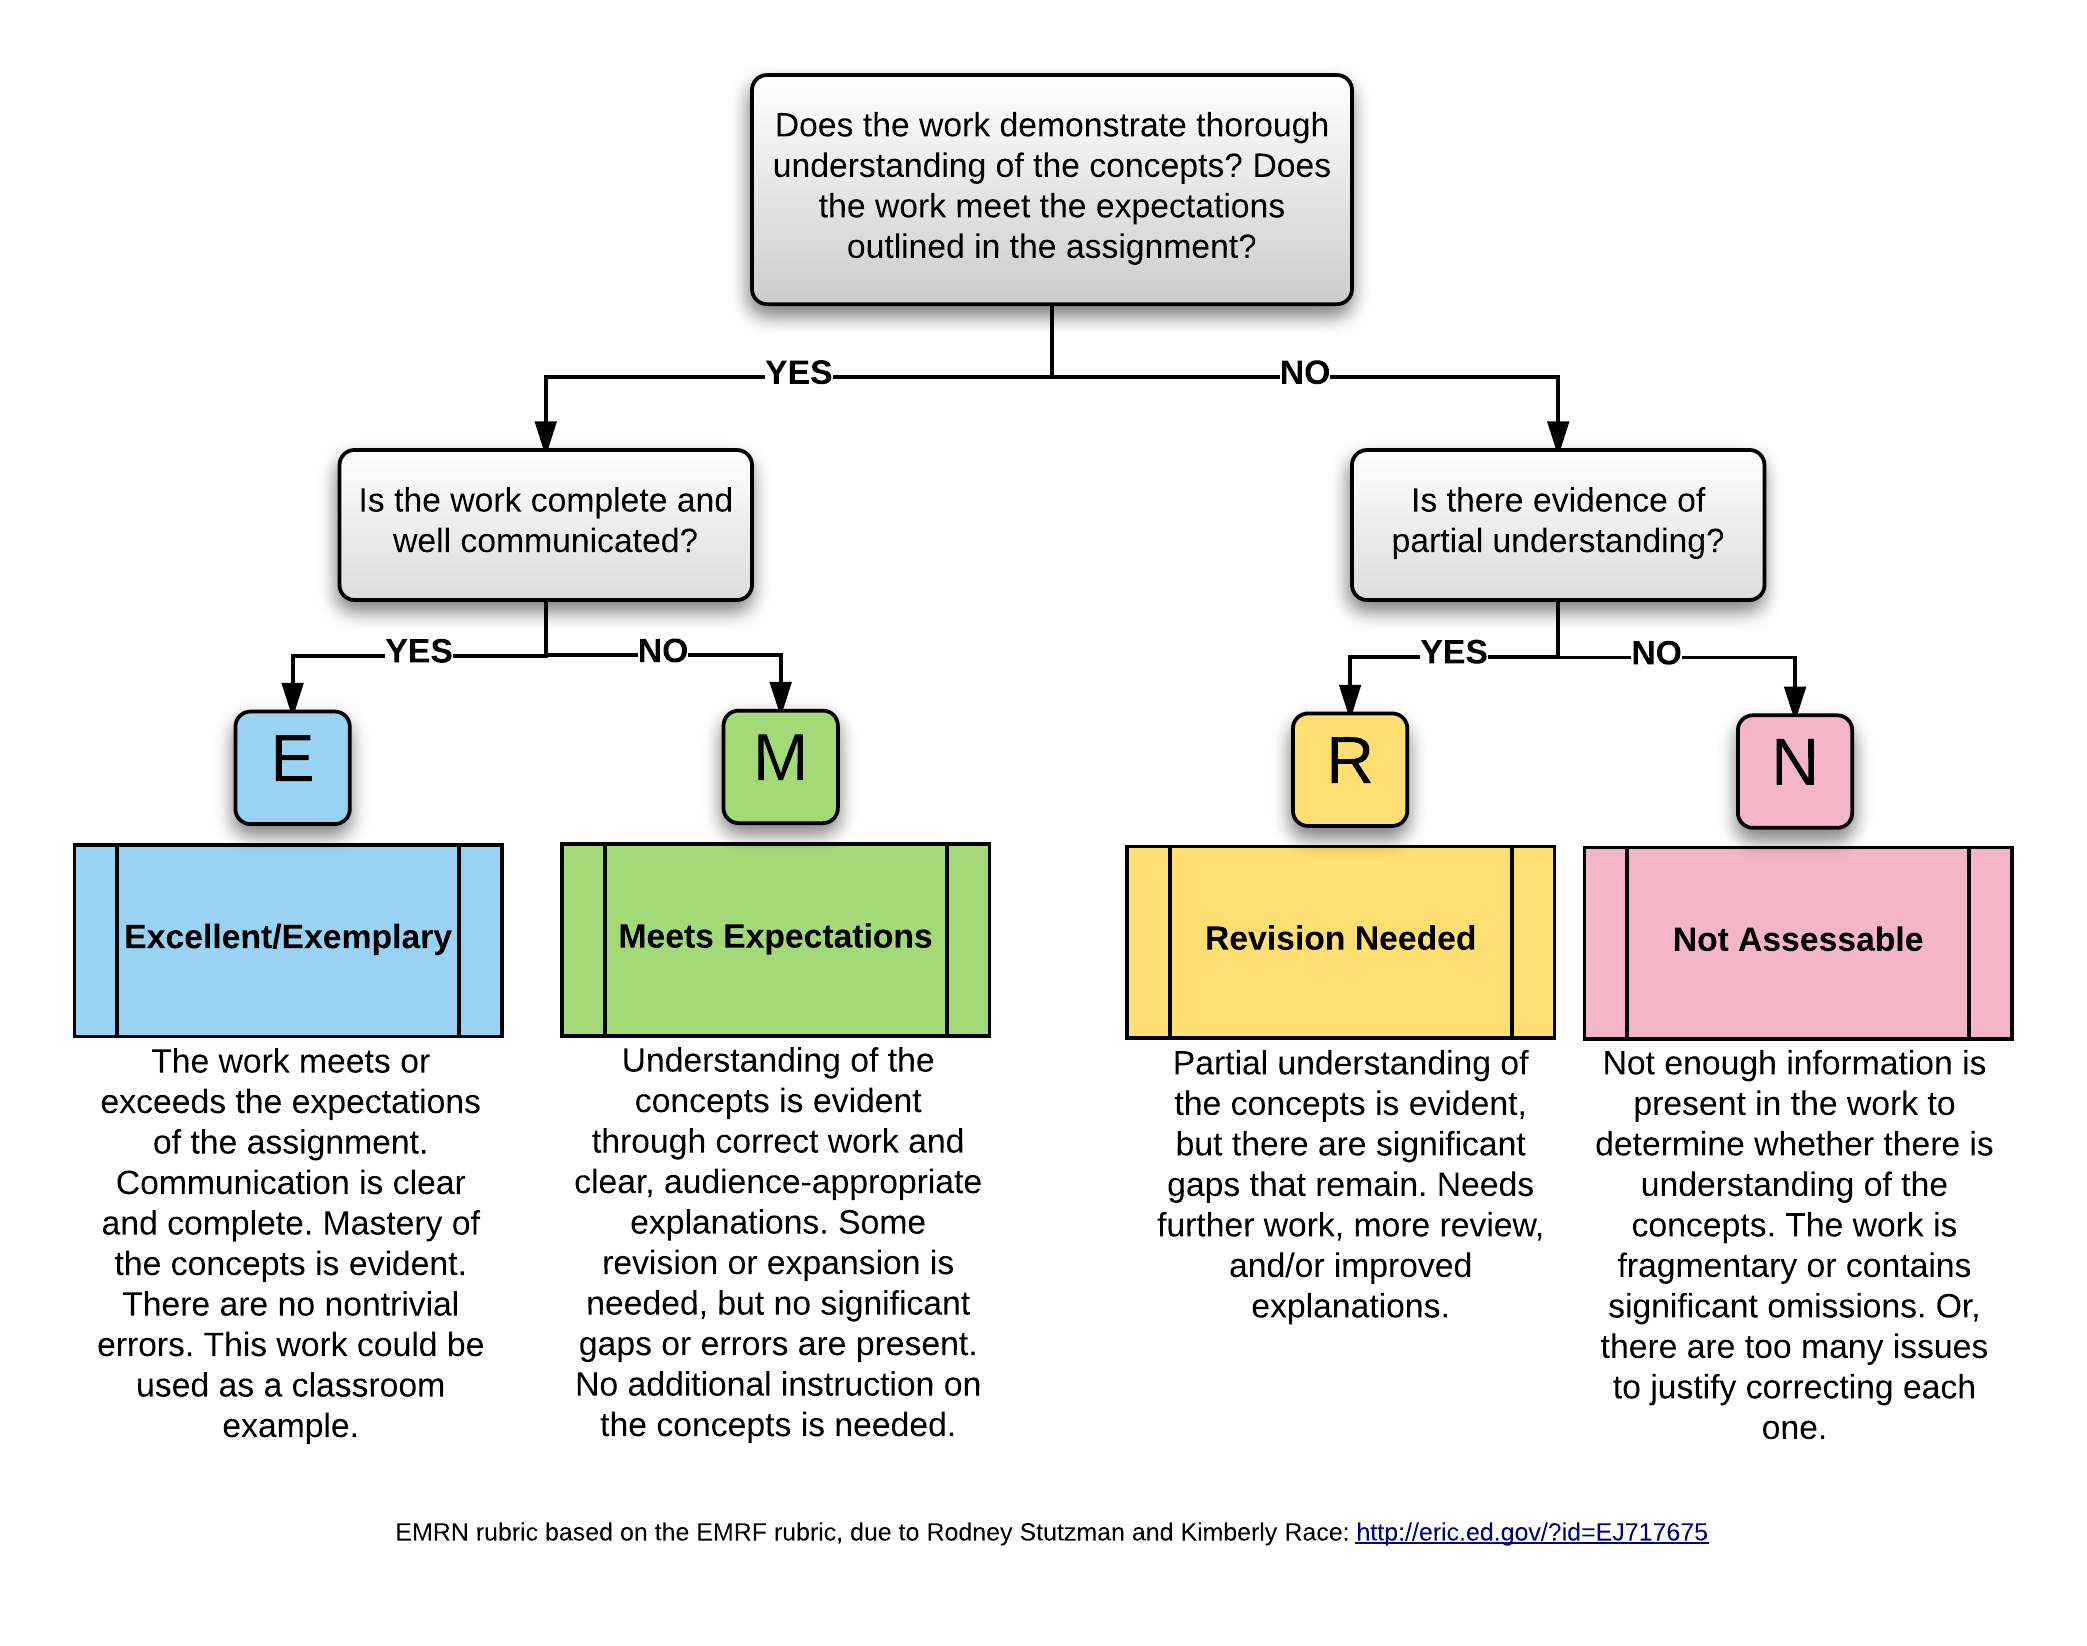 Does the work demonstrate thorough
understanding of the concepts? Does
the work meet the expectations
outlined in the assignment?
YES
NO
Is the work complete and
well communicated?
Is there evidence of
partial understanding?
YES
NO
YES
NO
E
M
R
N
Excellent/Exemplary
Meets Expectations
Revision Needed
Not Assessable
The work meets or
exceeds the expectations
of the assignment.
Communication is clear
and complete. Mastery of
the concepts is evident.
There are no nontrivial
errors. This work could be
used as a classroom
example.
Understanding of the
concepts is evident
through correct work and
clear, audience-appropriate
explanations. Some
revision or expansion is
needed, but no significant
gaps or errors are present.
No additional instruction on
the concepts is needed.
Partial understanding of
the concepts is evident,
but there are significant
gaps that remain. Needs
further work, more review,
and/or improved
explanations.
Not enough information is
present in the work to
determine whether there is
understanding of the
concepts. The work is
fragmentary or contains
significant omissions. Or,
there are too many issues
to justify correcting each
one.
EMRN rubric based on the EMRF rubric, due to Rodney Stutzman and Kimberly Race: http://eric.ed.gov/?id=EJ717675